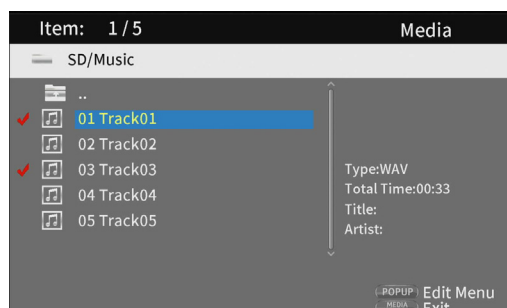 Item: 1/5 Media
SD/Music
..
01 Track01
02 Track02
03 Track03
04 Track04
05 Track05
Type:WAV
Total Time:00:33
Title:
Artist:
POPUP Edit Menu
MEDIA Exit